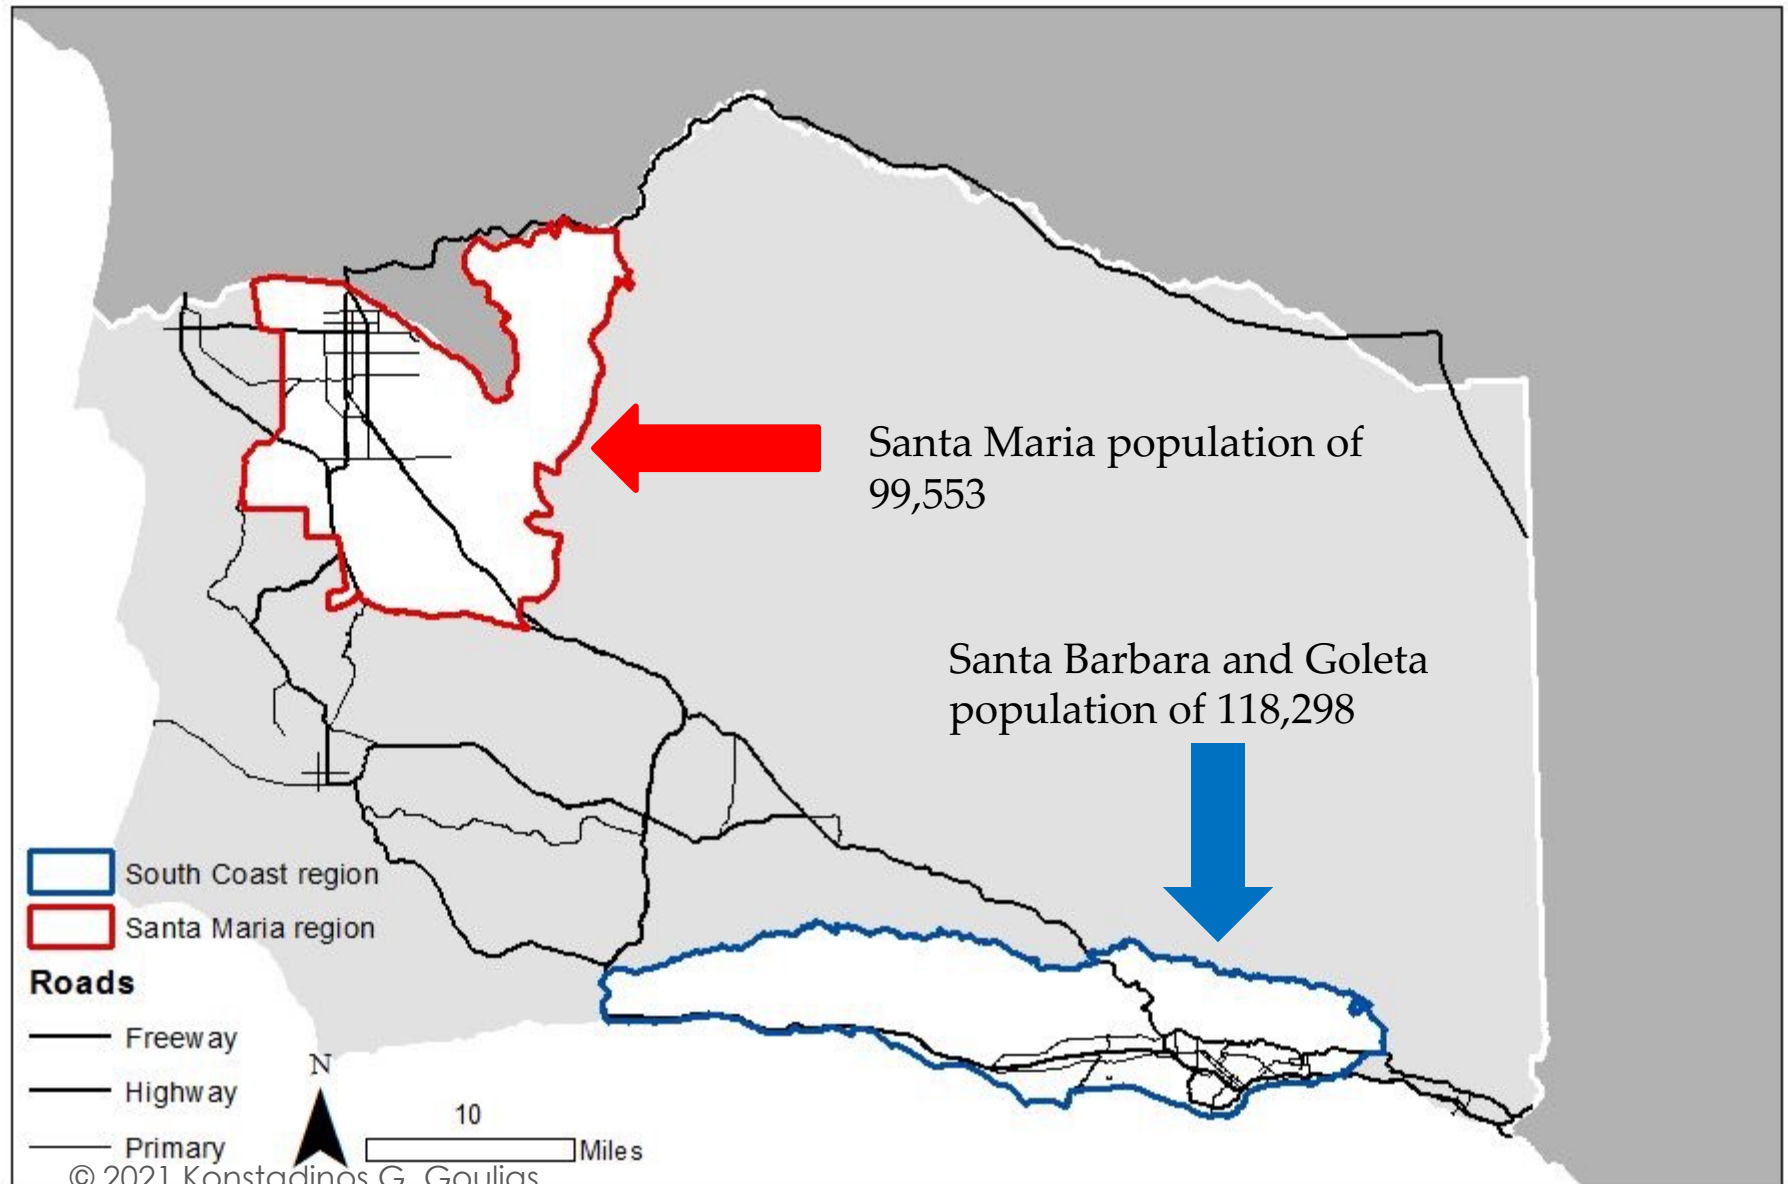 Santa Maria population of
99,553
Santa Barbara and Goleta
population of 118,298
South Coast region
Santa Maria region
Roads
Freeway
Highway
Primary
N
10
Miles
© 2021 Konstadinos G. Goulias